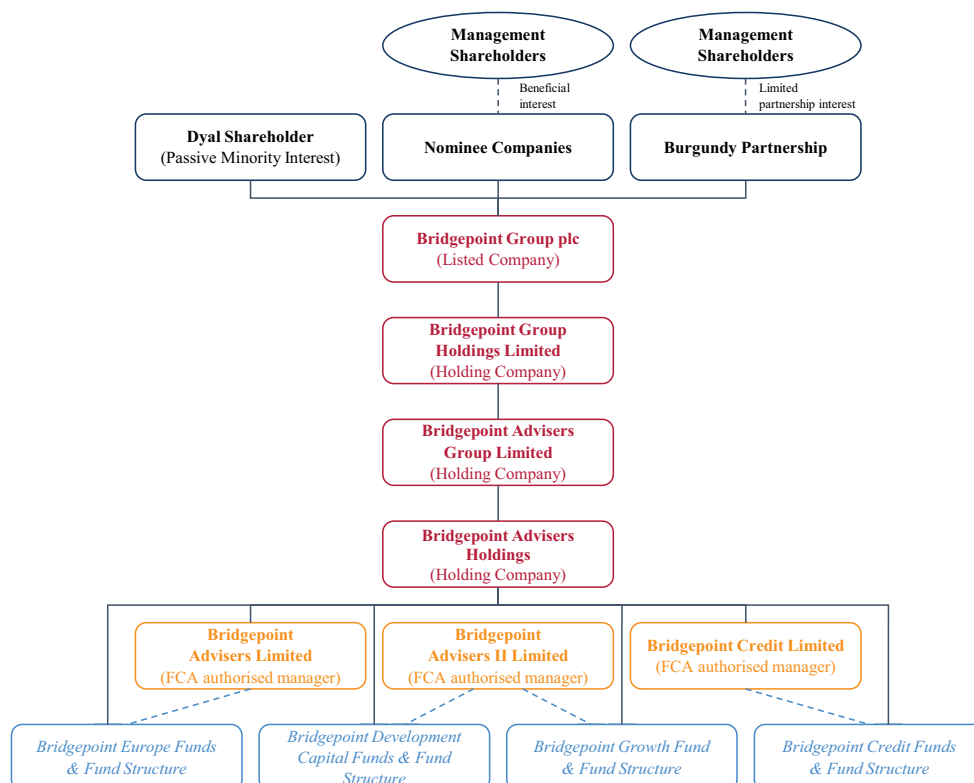 Management
Shareholders
Management
Shareholders
Beneficial
interest
Limited
partnership interest
Dyal Shareholder
(Passive Minority Interest)
Nominee Companies
Burgundy Partnership
Bridgepoint Group plc
(Listed Company)
Bridgepoint Group
Holdings Limited
(Holding Company)
Bridgepoint Advisers
Group Limited
(Holding Company)
Bridgepoint Advisers
Holdings
(Holding Company)
Bridgepoint
Advisers Limited
(FCA authorised manager)
Bridgepoint
Advisers II Limited
(FCA authorised manager)
Bridgepoint Credit Limited
(FCA authorised manager)
Bridgepoint Europe Funds
& Fund Structure
Bridgepoint Development
Capital Funds & Fund
Structure
Bridgepoint Growth Fund
& Fund Structure
Bridgepoint Credit Funds
& Fund Structure